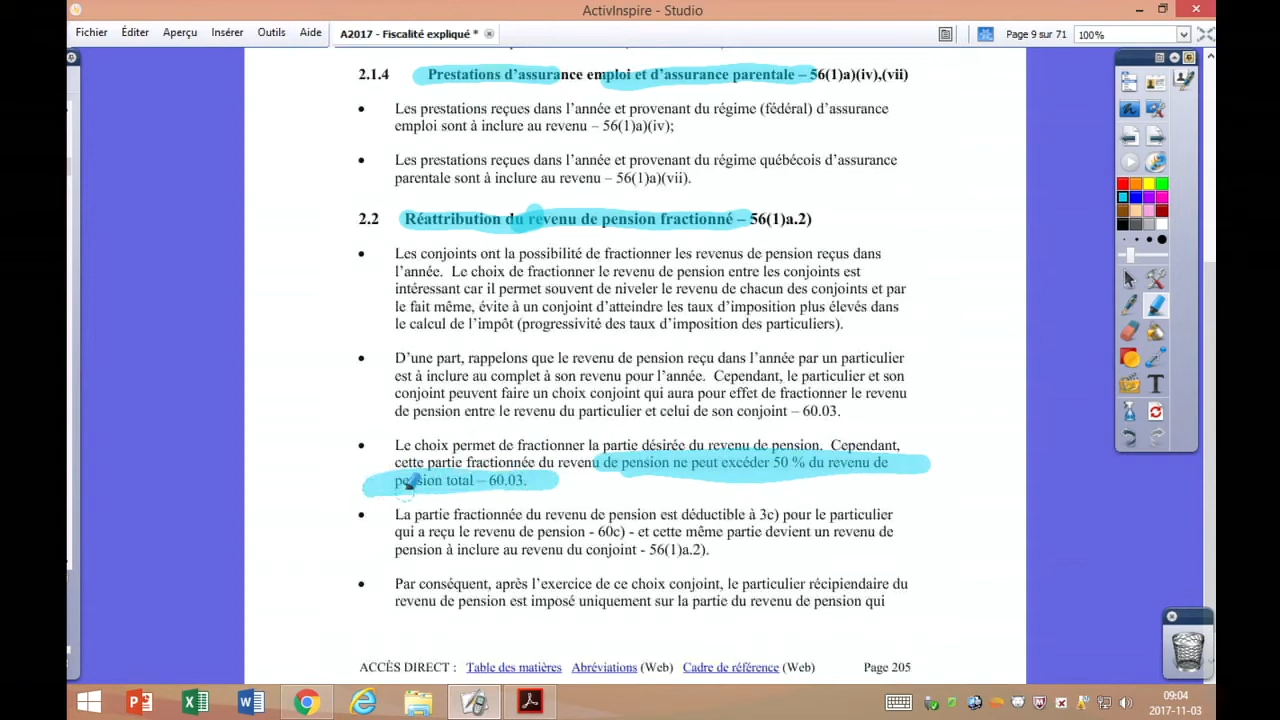 ActivInspire - Studio
Fichier Éditer Aperçu Insérer Outils Aide A2017 - Fiscalité expliqué * Page 9 sur 71 100%
2.1.4 Prestations d’assurance emploi et d’assurance parentale – 56(1)a)(iv),(vii)
• Les prestations reçues dans l’année et provenant du régime (fédéral) d’assurance
emploi sont à inclure au revenu – 56(1)a)(iv);
• Les prestations reçues dans l’année et provenant du régime québécois d’assurance
parentale sont à inclure au revenu – 56(1)a)(vii).
2.2 Réattribution du revenu de pension fractionné – 56(1)a.2)
• Les conjoints ont la possibilité de fractionner les revenus de pension reçus dans
l’année. Le choix de fractionner le revenu de pension entre les conjoints est
intéressant car il permet souvent de niveler le revenu de chacun des conjoints et par
le fait même, évite à un conjoint d’atteindre les taux d’imposition plus élevés dans
le calcul de l’impôt (progressivité des taux d’imposition des particuliers).
• D’une part, rappelons que le revenu de pension reçu dans l’année par un particulier
est à inclure au complet à son revenu pour l’année. Cependant, le particulier et son
conjoint peuvent faire un choix conjoint qui aura pour effet de fractionner le revenu
de pension entre le revenu du particulier et celui de son conjoint – 60.03.
• Le choix permet de fractionner la partie désirée du revenu de pension. Cependant,
cette partie fractionnée du revenu de pension ne peut excéder 50 % du revenu de
pension total – 60.03.
• La partie fractionnée du revenu de pension est déductible à 3c) pour le particulier
qui a reçu le revenu de pension - 60c) - et cette même partie devient un revenu de
pension à inclure au revenu du conjoint - 56(1)a.2).
• Par conséquent, après l’exercice de ce choix conjoint, le particulier récipiendaire du
revenu de pension est imposé uniquement sur la partie du revenu de pension qui
ACCÈS DIRECT : Table des matières Abréviations (Web) Cadre de référence (Web) Page 205
09:04
2017-11-03